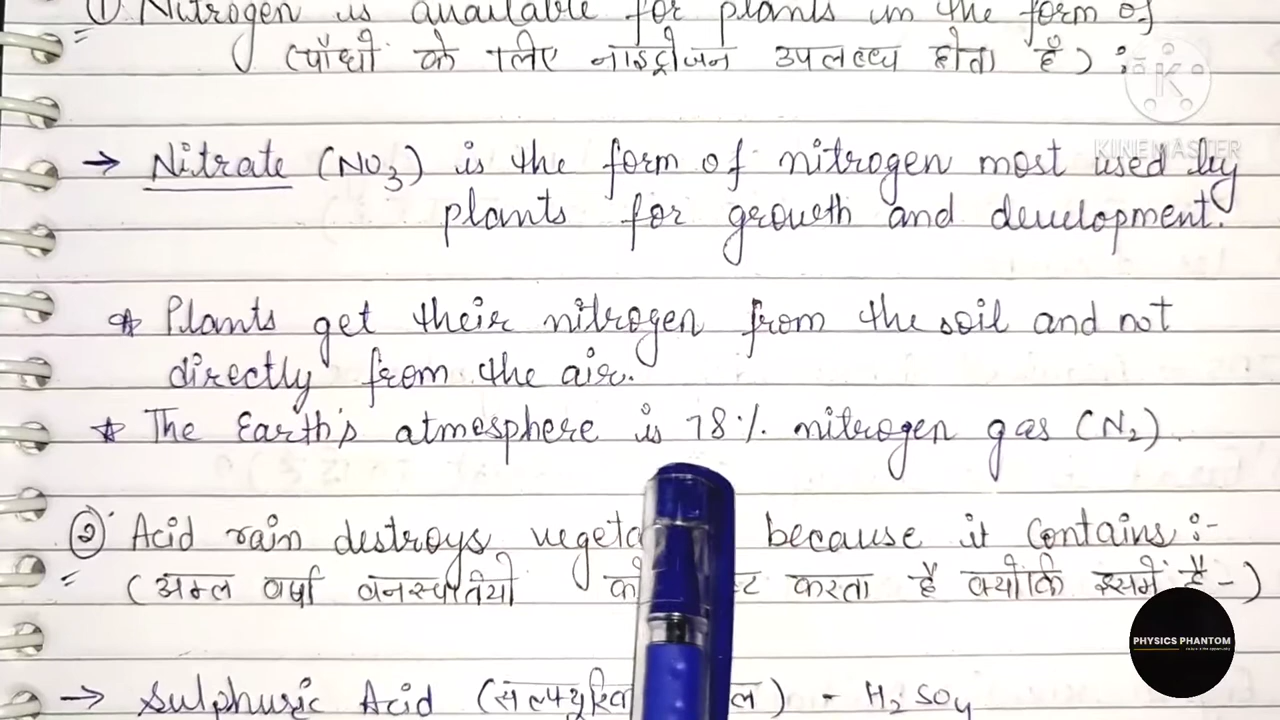 ① Nitrogen is available for plants in the form of
(पौधों को लिए नाइट्रोजन उपलब्ध होता है) :
KINEMASTER
→ Nitrate (NO3) is the form of nitrogen most used by
plants for growth and development.
* Plants get their nitrogen from the soil and not
directly from the air.
* The Earth's atmosphere is 78% nitrogen gas (N2).
② Acid rain destroys because it contains :-
(अम्ल वर्षा वनस्पतियों करता हैं क्योंकि इसमें हैं -)
PHYSICS PHANTOM
→ Sulphuric Acid - H2SO4